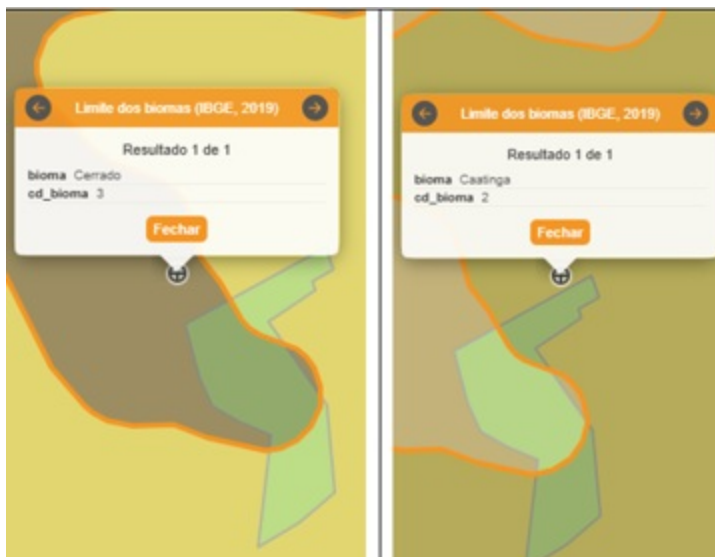 Limite dos biomas (IBGE, 2019)
Resultado 1 de 1
bioma Cerrado
cd_bioma 3
Fechar
Limite dos biomas (IBGE, 2019)
Resultado 1 de 1
bioma Caatinga
cd_bioma 2
Fechar